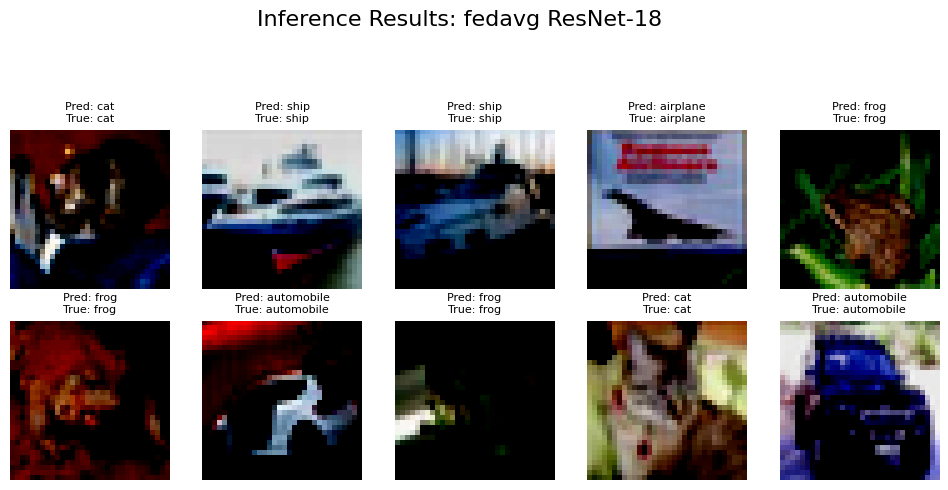 Inference Results: fedavg ResNet-18
Pred: cat
True: cat
Pred: ship
True: ship
Pred: ship
True: ship
Pred: airplane
True: airplane
Pred: frog
True: frog
Pred: frog
True: frog
Pred: automobile
True: automobile
Pred: frog
True: frog
Pred: cat
True: cat
Pred: automobile
True: automobile